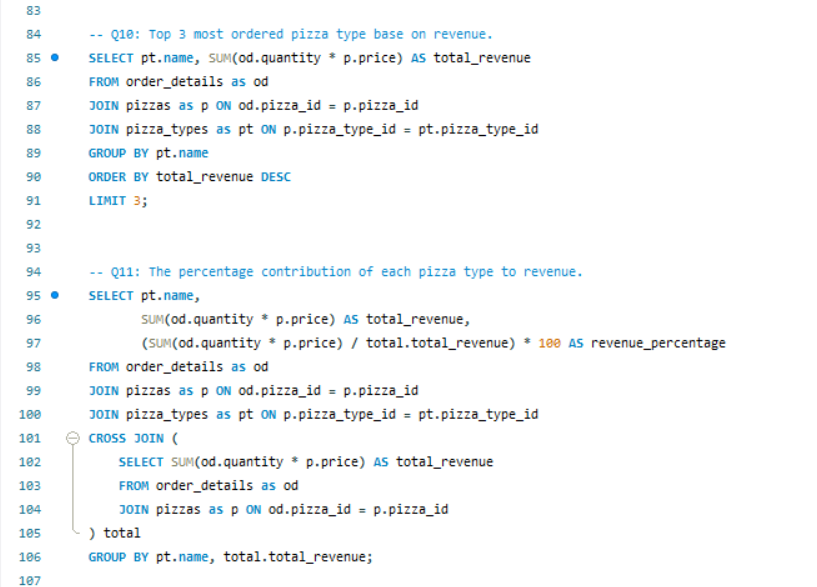 83
84 -- Q10: Top 3 most ordered pizza type base on revenue.
85 SELECT pt.name, SUM(od.quantity * p.price) AS total_revenue
86 FROM order_details as od
87 JOIN pizzas as p ON od.pizza_id = p.pizza_id
88 JOIN pizza_types as pt ON p.pizza_type_id = pt.pizza_type_id
89 GROUP BY pt.name
90 ORDER BY total_revenue DESC
91 LIMIT 3;
92
93
94 -- Q11: The percentage contribution of each pizza type to revenue.
95 SELECT pt.name,
96 SUM(od.quantity * p.price) AS total_revenue,
97 (SUM(od.quantity * p.price) / total.total_revenue) * 100 AS revenue_percentage
98 FROM order_details as od
99 JOIN pizzas as p ON od.pizza_id = p.pizza_id
100 JOIN pizza_types as pt ON p.pizza_type_id = pt.pizza_type_id
101 CROSS JOIN (
102 SELECT SUM(od.quantity * p.price) AS total_revenue
103 FROM order_details as od
104 JOIN pizzas as p ON od.pizza_id = p.pizza_id
105 ) total
106 GROUP BY pt.name, total.total_revenue;
107